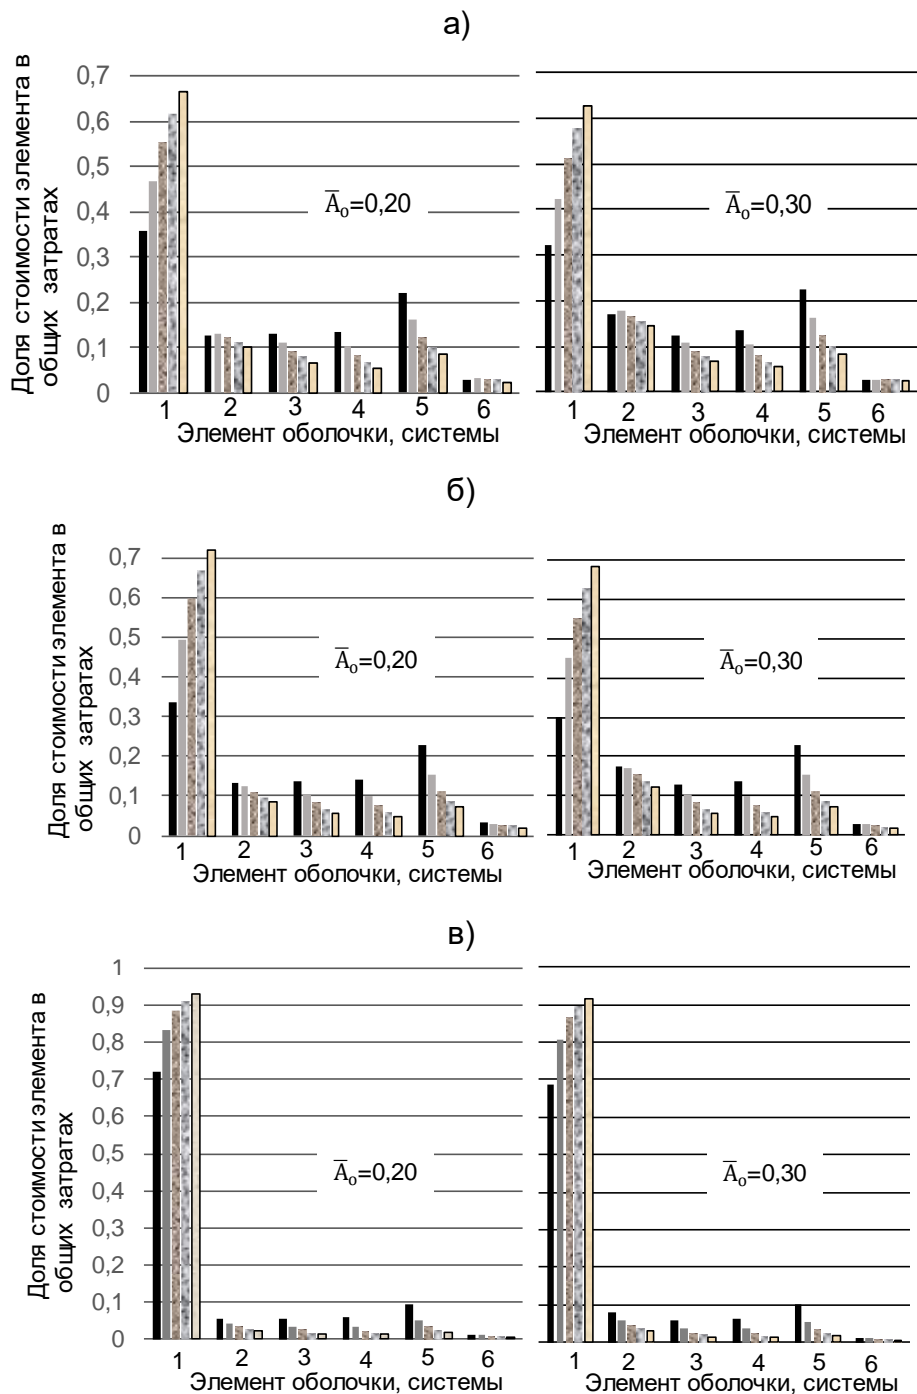 а)
Доля стоимости элемента в
общих затратах
0,7
0,6
0,5
0,4
0,3
0,2
0,1
0
A̅ₒ=0,20
A̅ₒ=0,30
1 2 3 4 5 6
1 2 3 4 5 6
Элемент оболочки, системы
Элемент оболочки, системы
б)
Доля стоимости элемента в
общих затратах
0,7
0,6
0,5
0,4
0,3
0,2
0,1
0
A̅ₒ=0,20
A̅ₒ=0,30
1 2 3 4 5 6
1 2 3 4 5 6
Элемент оболочки, системы
Элемент оболочки, системы
в)
Доля стоимости элемента в
общих затратах
1
0,9
0,8
0,7
0,6
0,5
0,4
0,3
0,2
0,1
0
A̅ₒ=0,20
A̅ₒ=0,30
1 2 3 4 5 6
1 2 3 4 5 6
Элемент оболочки, системы
Элемент оболочки, системы